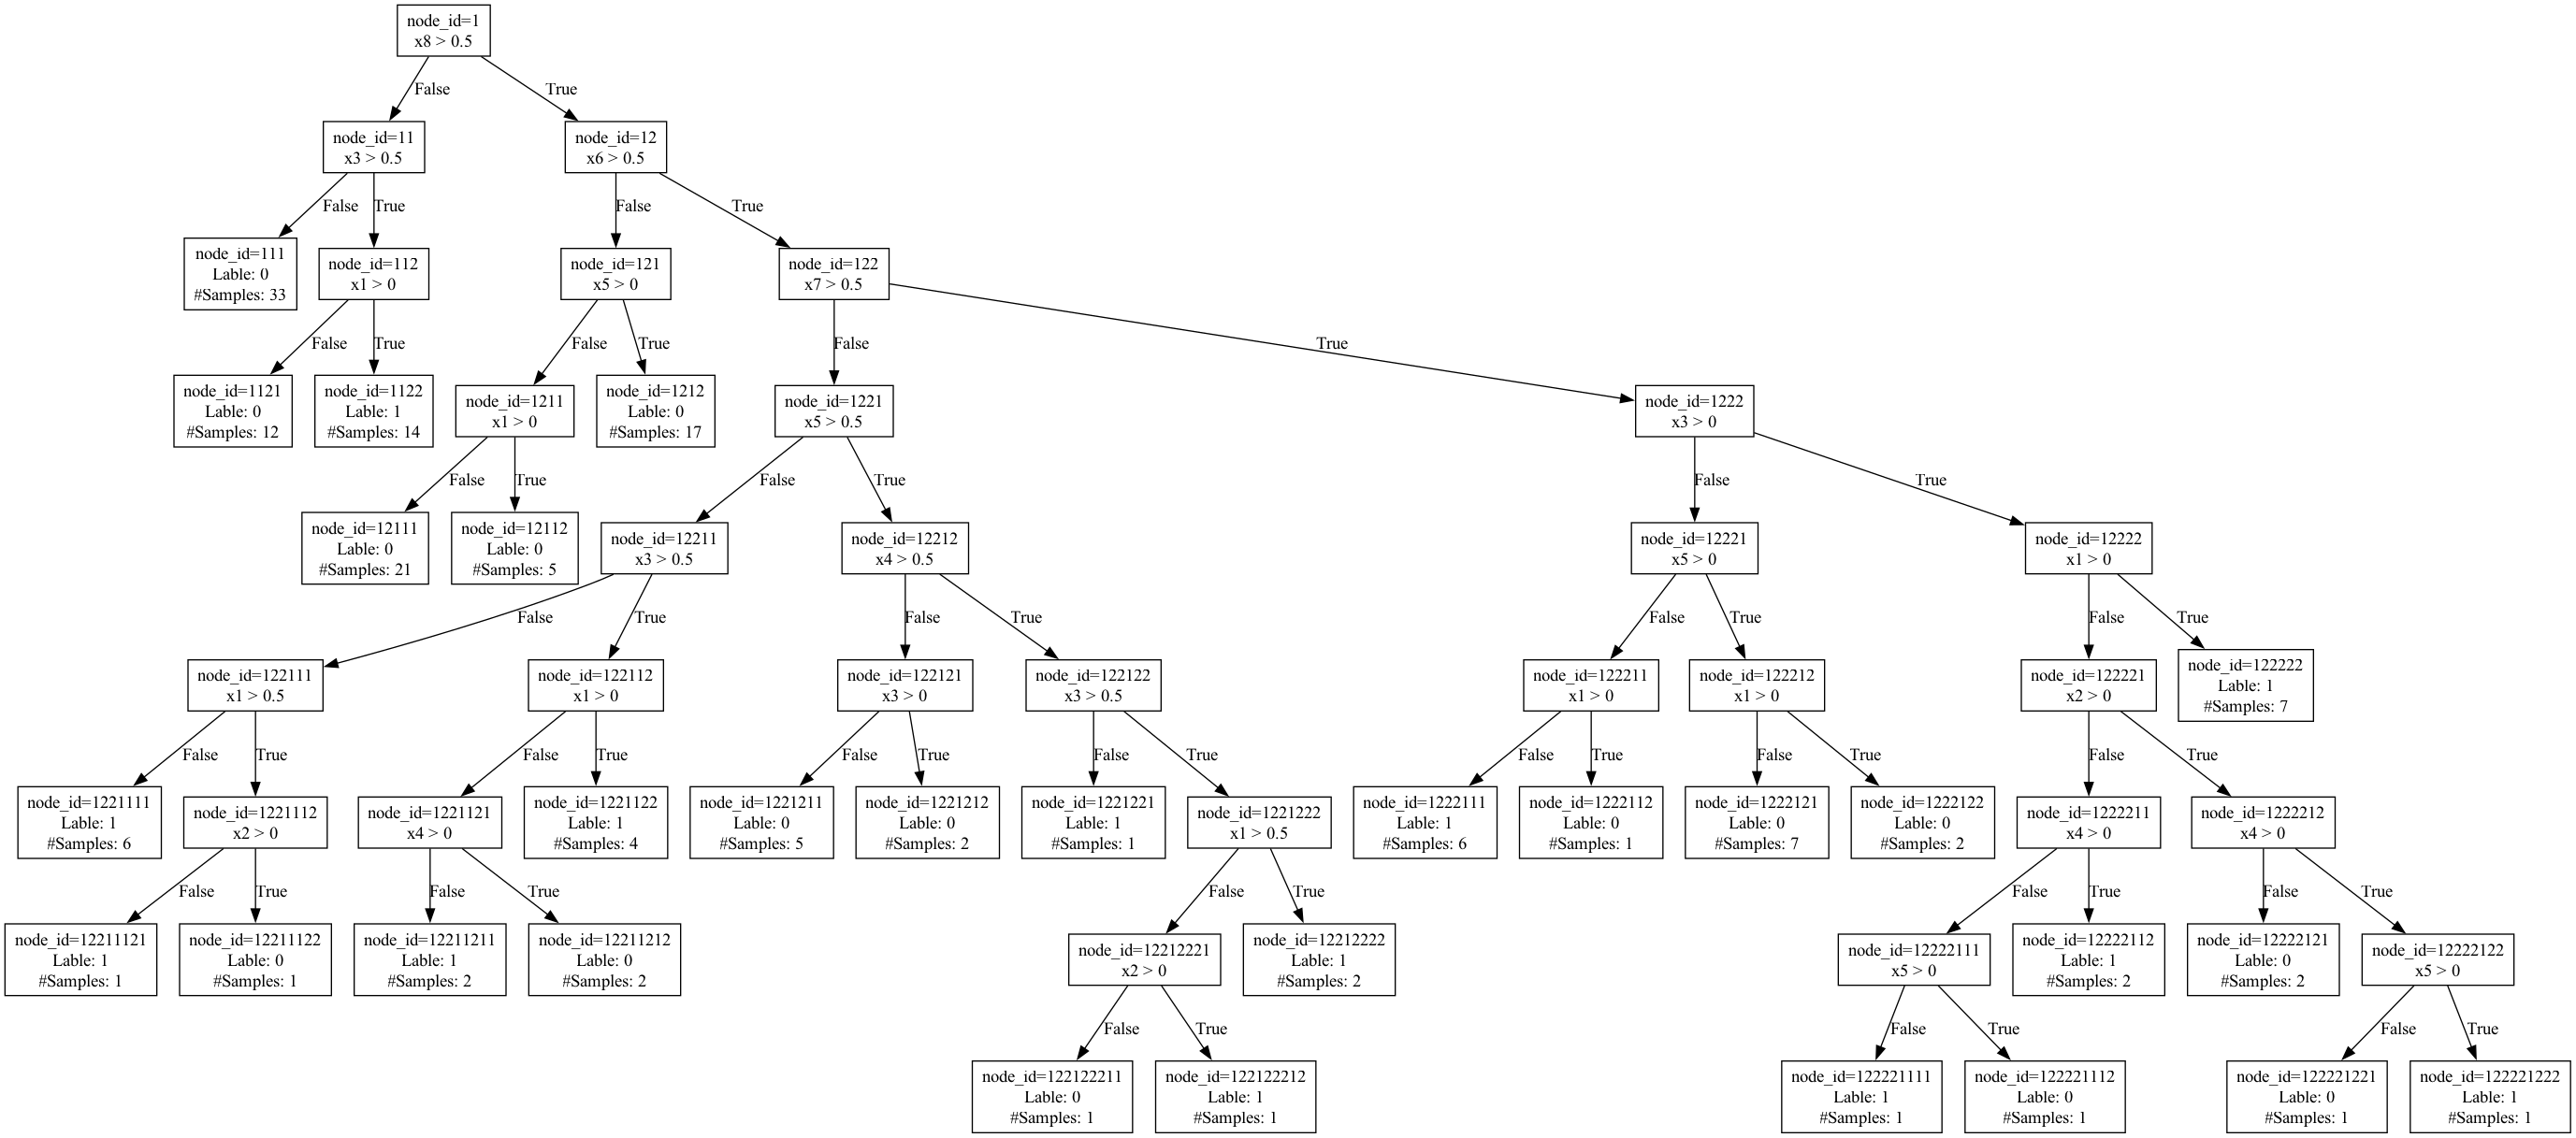 node_id=1
x8 > 0.5
False
True
node_id=11
x3 > 0.5
node_id=12
x6 > 0.5
False
True
False
True
node_id=111
Lable: 0
#Samples: 33
node_id=112
x1 > 0
node_id=121
x5 > 0
node_id=122
x7 > 0.5
False
True
False
True
False
True
node_id=1121
Lable: 0
#Samples: 12
node_id=1122
Lable: 1
#Samples: 14
node_id=1211
x1 > 0
node_id=1212
Lable: 0
#Samples: 17
node_id=1221
x5 > 0.5
node_id=1222
x3 > 0
False
True
False
True
False
True
node_id=12111
Lable: 0
#Samples: 21
node_id=12112
Lable: 0
#Samples: 5
node_id=12211
x3 > 0.5
node_id=12212
x4 > 0.5
node_id=12221
x5 > 0
node_id=12222
x1 > 0
False
True
False
True
False
True
False
True
node_id=122111
x1 > 0.5
node_id=122112
x1 > 0
node_id=122121
x3 > 0
node_id=122122
x3 > 0.5
node_id=122211
x1 > 0
node_id=122212
x1 > 0
node_id=122221
x2 > 0
node_id=122222
Lable: 1
#Samples: 7
False
True
False
True
False
True
False
True
False
True
False
True
False
True
node_id=1221111
Lable: 1
#Samples: 6
node_id=1221112
x2 > 0
node_id=1221121
x4 > 0
node_id=1221122
Lable: 1
#Samples: 4
node_id=1221211
Lable: 0
#Samples: 5
node_id=1221212
Lable: 0
#Samples: 2
node_id=1221221
Lable: 1
#Samples: 1
node_id=1221222
x1 > 0.5
node_id=1222111
Lable: 1
#Samples: 6
node_id=1222112
Lable: 0
#Samples: 1
node_id=1222121
Lable: 0
#Samples: 7
node_id=1222122
Lable: 0
#Samples: 2
node_id=1222211
x4 > 0
node_id=1222212
x4 > 0
False
True
False
True
False
True
False
True
False
True
node_id=12211121
Lable: 1
#Samples: 1
node_id=12211122
Lable: 0
#Samples: 1
node_id=12211211
Lable: 1
#Samples: 2
node_id=12211212
Lable: 0
#Samples: 2
node_id=12212221
x2 > 0
node_id=12212222
Lable: 1
#Samples: 2
node_id=12222111
x5 > 0
node_id=12222112
Lable: 1
#Samples: 2
node_id=12222121
Lable: 0
#Samples: 2
node_id=12222122
x5 > 0
False
True
False
True
False
True
node_id=122122211
Lable: 0
#Samples: 1
node_id=122122212
Lable: 1
#Samples: 1
node_id=122221111
Lable: 1
#Samples: 1
node_id=122221112
Lable: 0
#Samples: 1
node_id=122221221
Lable: 0
#Samples: 1
node_id=122221222
Lable: 1
#Samples: 1